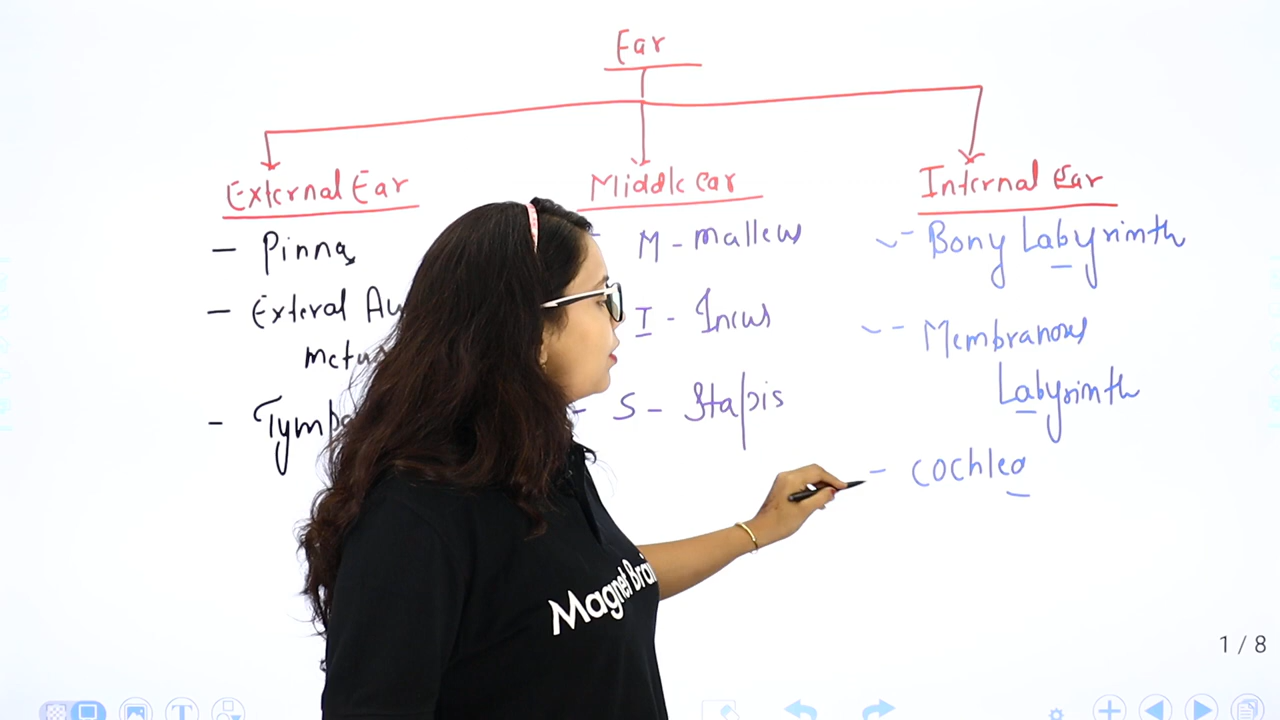 Ear
External Ear
Middle ear
Internal Ear
- Pinna
- Exteral Au
metus
- Tympa
M - malleus
I - Incus
- S - Stapis
- Bony Labyrinth
- Membranous
Labyrinth
- Cochlea
Magnet Brai
1 / 8